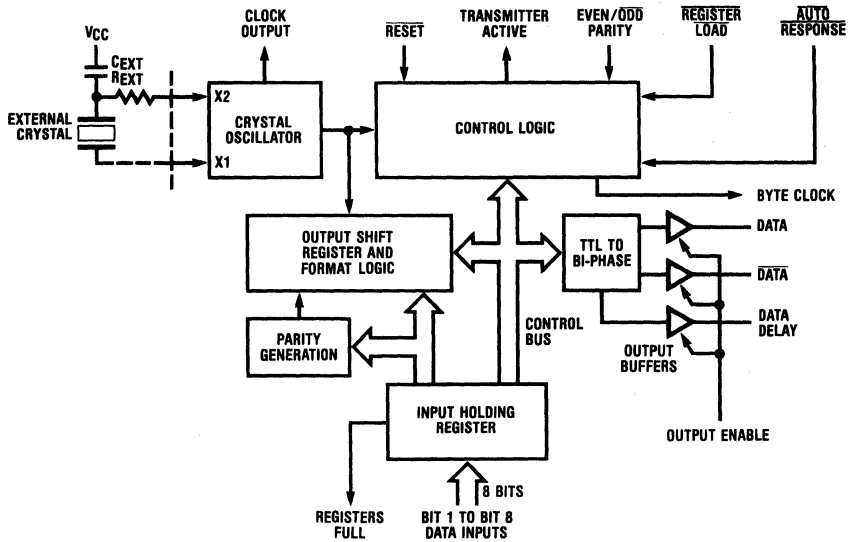 CLOCK
OUTPUT
RESET
TRANSMITTER
ACTIVE
EVEN/ODD
PARITY
REGISTER
LOAD
AUTO
RESPONSE
VCC
CEXT
REXT
EXTERNAL
CRYSTAL
X2
CRYSTAL
OSCILLATOR
X1
CONTROL LOGIC
BYTE CLOCK
OUTPUT SHIFT
REGISTER AND
FORMAT LOGIC
TTL TO
BI-PHASE
DATA
DATA
DATA
DELAY
PARITY
GENERATION
CONTROL
BUS
OUTPUT
BUFFERS
INPUT HOLDING
REGISTER
OUTPUT ENABLE
8 BITS
REGISTERS
FULL
BIT 1 TO BIT 8
DATA INPUTS